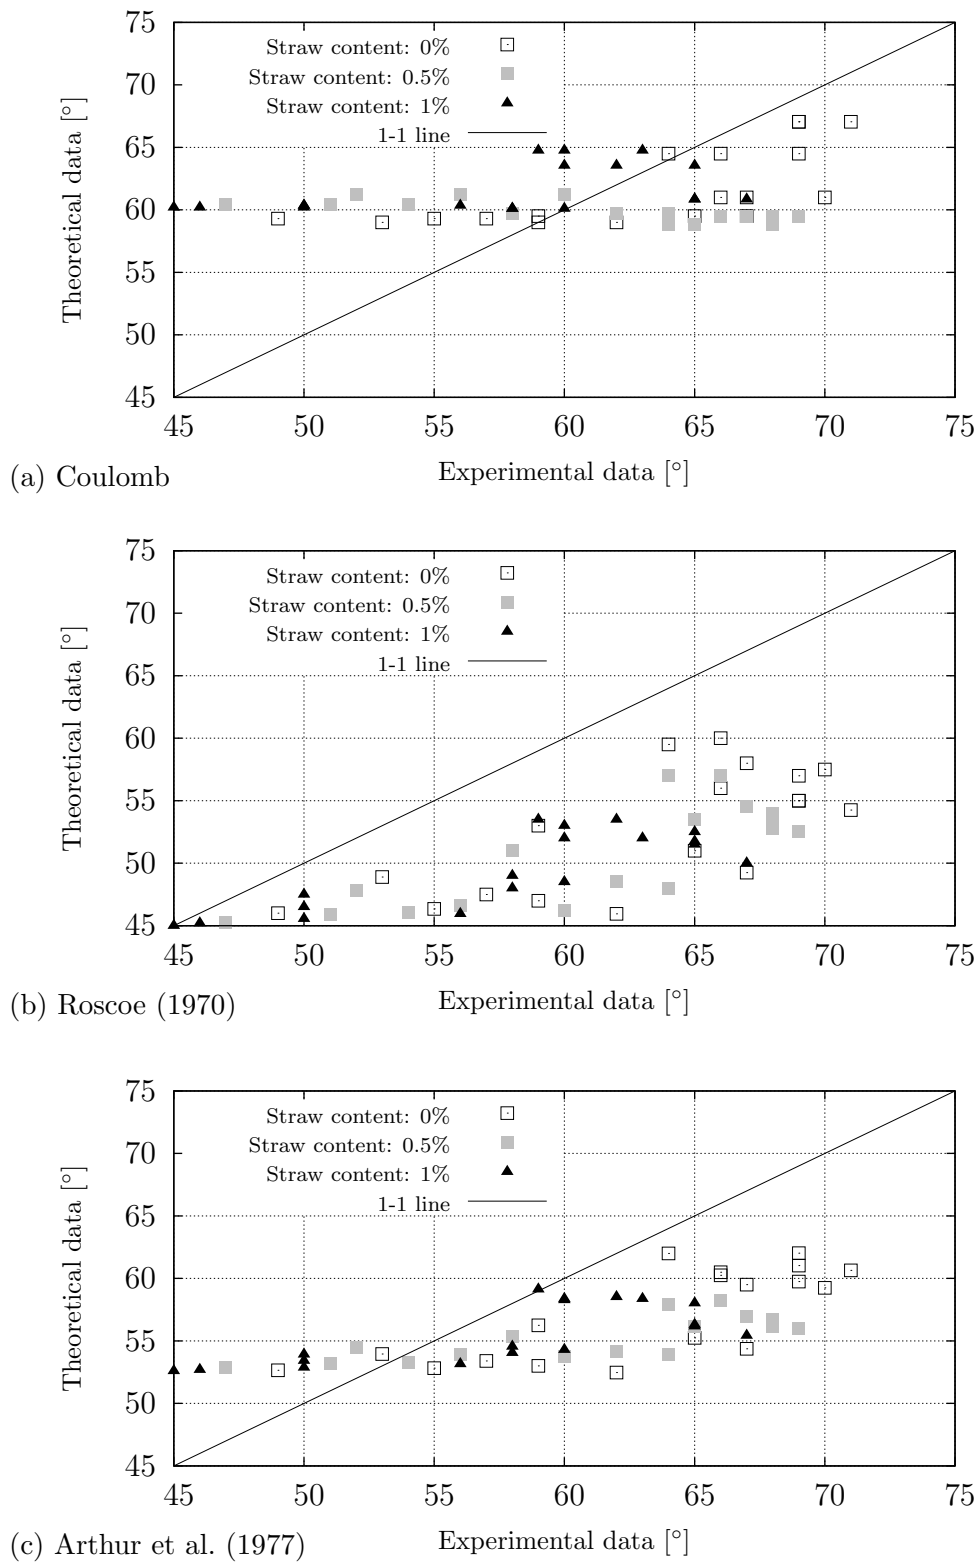 75
70
65
60
55
50
45
Theoretical data [°]
Straw content: 0%
Straw content: 0.5%
Straw content: 1%
1-1 line
45 50 55 60 65 70 75
Experimental data [°]
(a) Coulomb
75
70
65
60
55
50
45
Theoretical data [°]
Straw content: 0%
Straw content: 0.5%
Straw content: 1%
1-1 line
45 50 55 60 65 70 75
Experimental data [°]
(b) Roscoe (1970)
75
70
65
60
55
50
45
Theoretical data [°]
Straw content: 0%
Straw content: 0.5%
Straw content: 1%
1-1 line
45 50 55 60 65 70 75
Experimental data [°]
(c) Arthur et al. (1977)